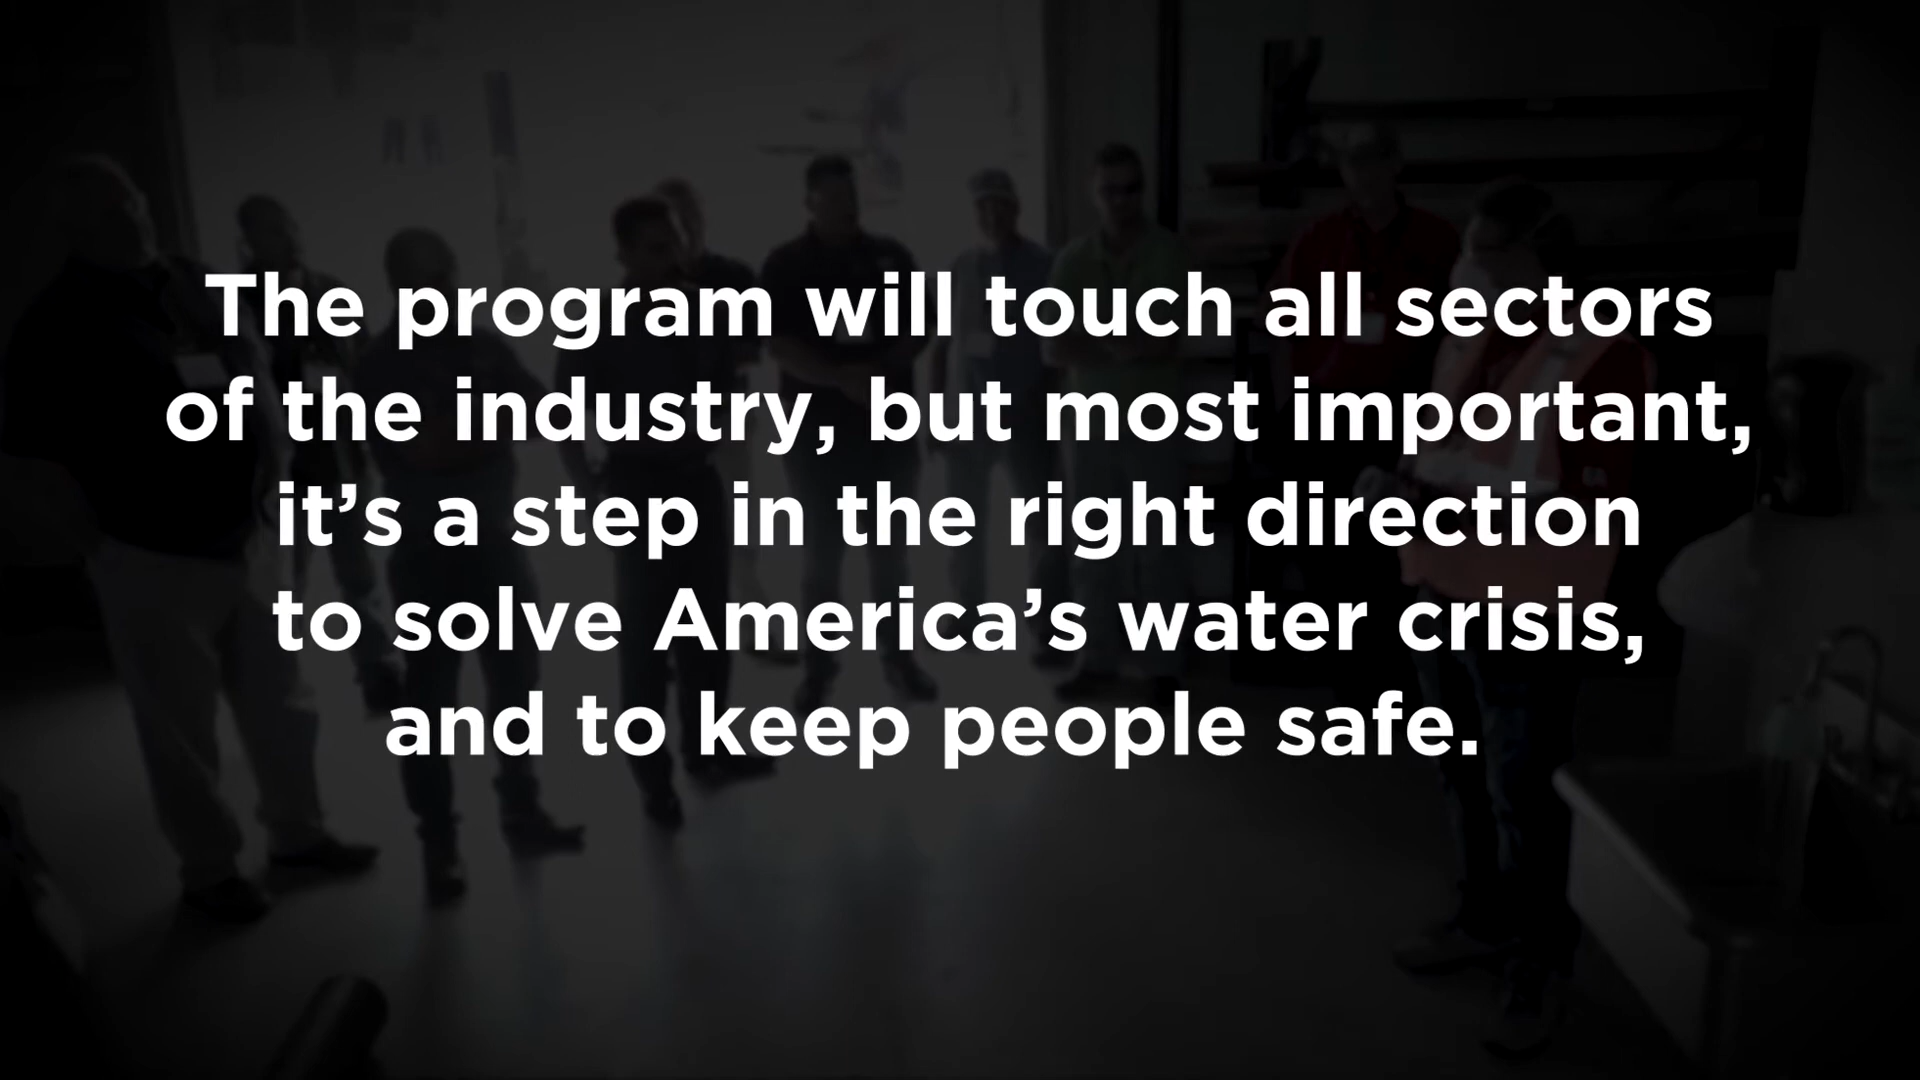 The program will touch all sectors
of the industry, but most important,
it’s a step in the right direction
to solve America’s water crisis,
and to keep people safe.